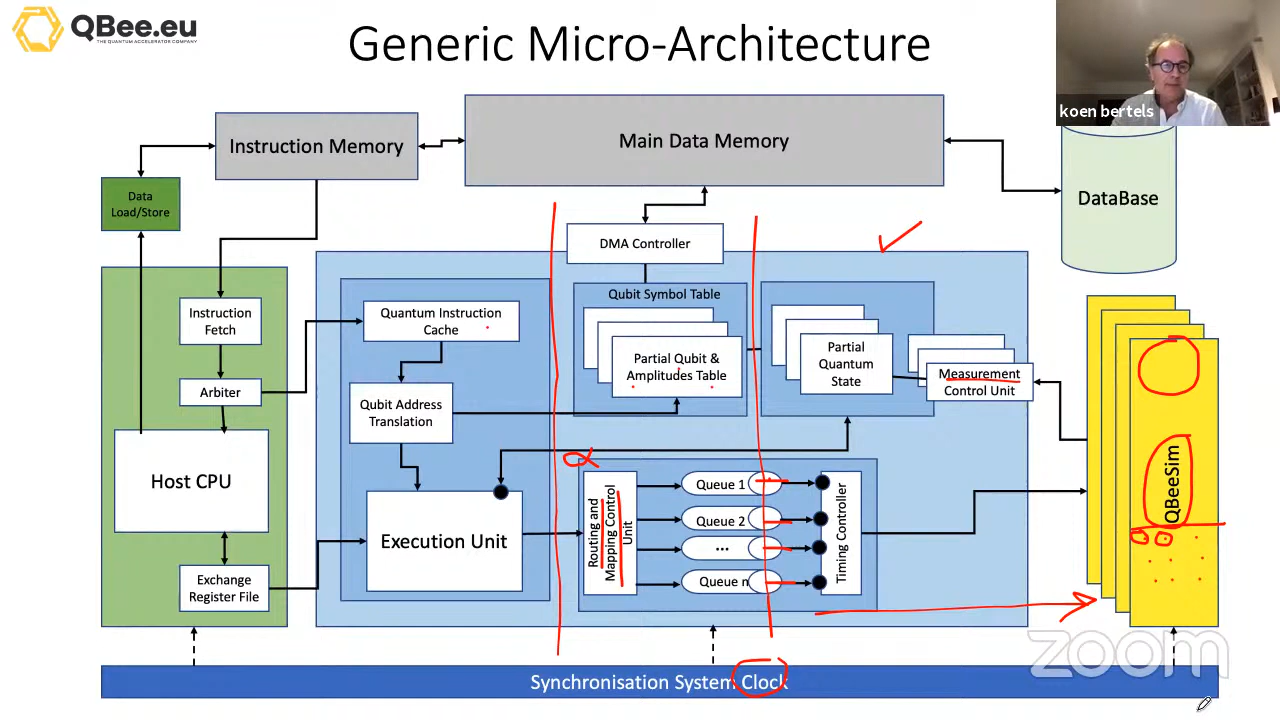 QBee.eu
THE QUANTUM ACCELERATOR COMPANY
Generic Micro-Architecture
koen bertels
Instruction Memory
Main Data Memory
DataBase
Data
Load/Store
DMA Controller
Instruction
Fetch
Arbiter
Host CPU
Exchange
Register File
Quantum Instruction
Cache
Qubit Address
Translation
Execution Unit
Qubit Symbol Table
Partial Qubit &
Amplitudes Table
Partial
Quantum
State
Measurement
Control Unit
Routing and
Mapping Control
Unit
Queue 1
Queue 2
...
Queue n
Timing Controller
QBeeSim
zoom
Synchronisation System Clock